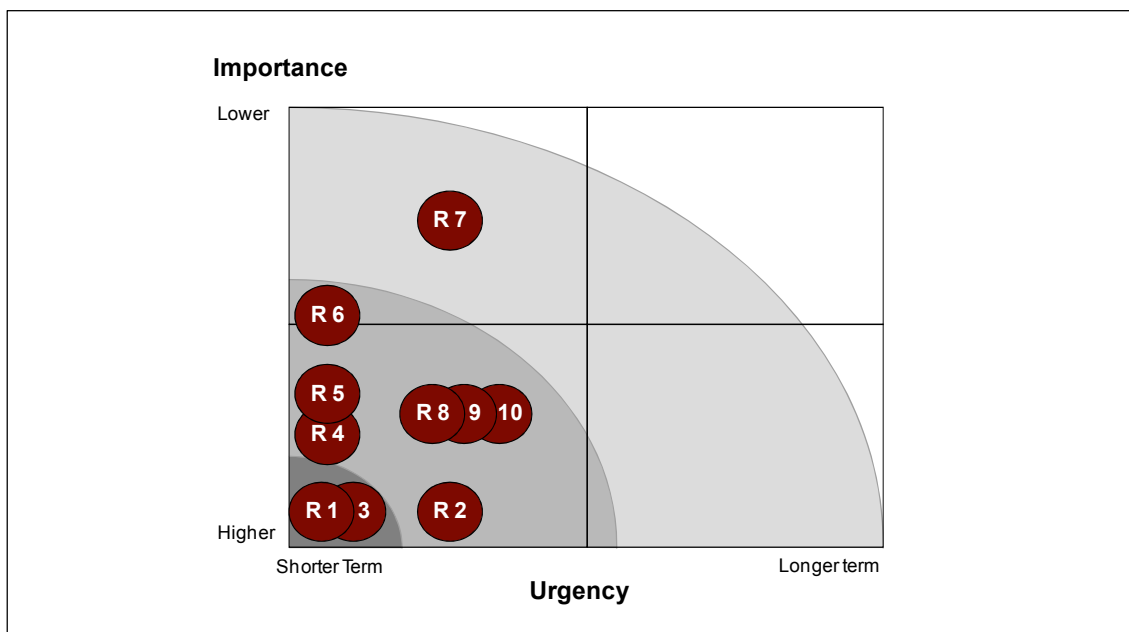 Importance
Lower
R 7
R 6
R 5
R 8 9 10
R 4
R 1 3 R 2
Higher
Shorter Term Longer term
Urgency